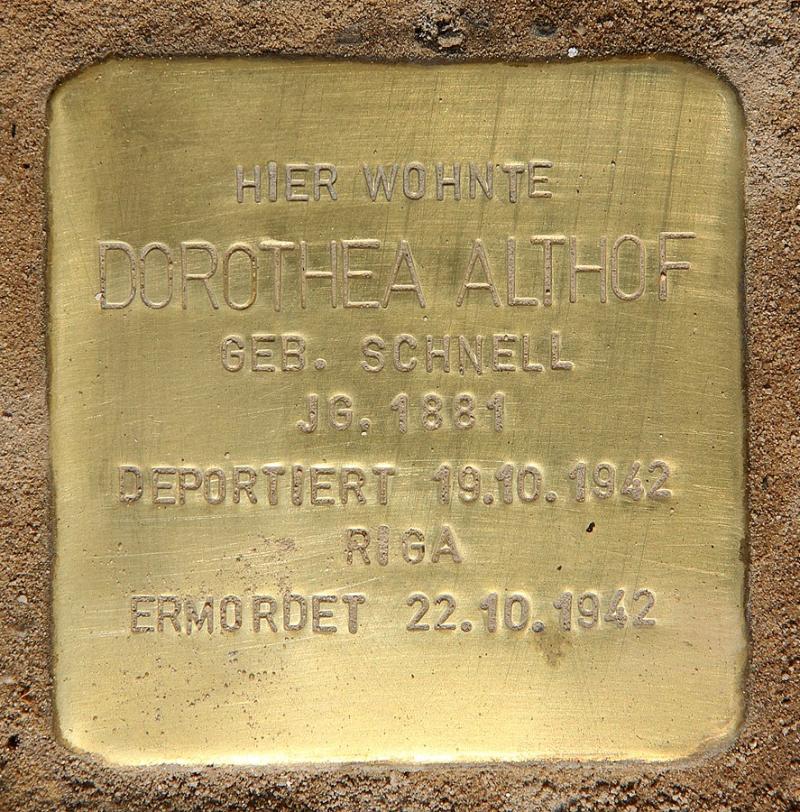 HIER WOHNTE
DOROTHEA ALTHOF
GEB. SCHNELL
JG. 1881
DEPORTIERT 19.10.1942
RIGA
ERMORDET 22.10.1942